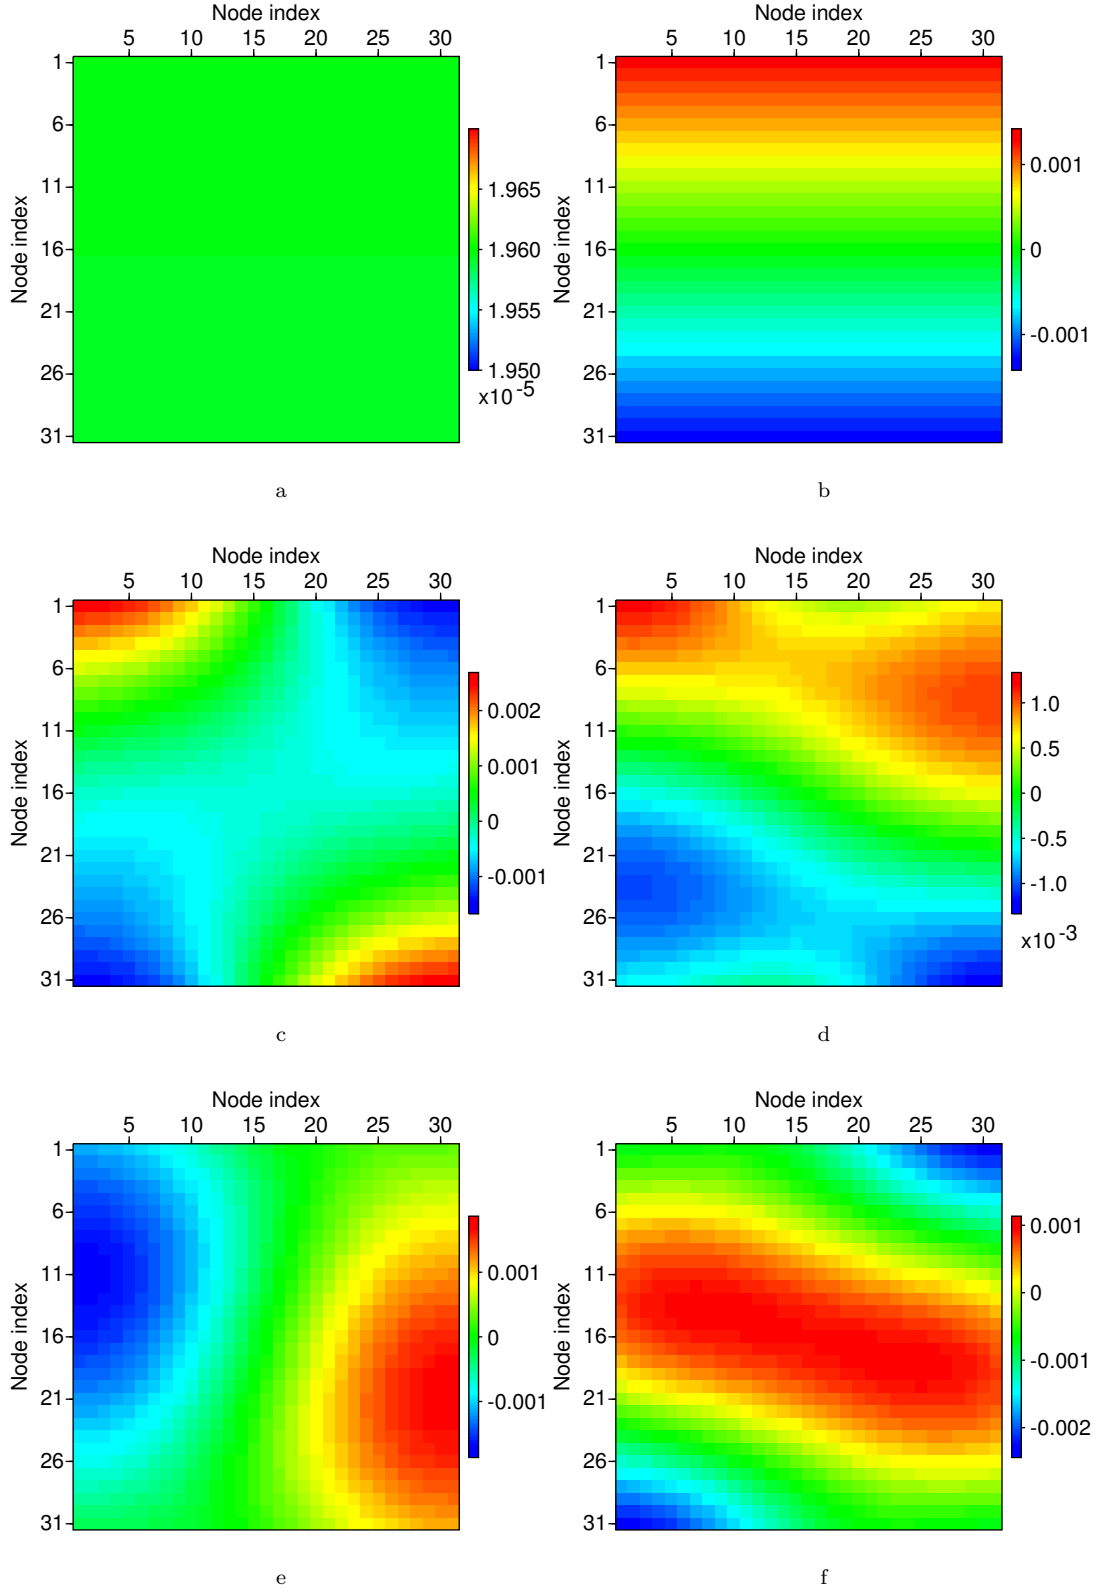 Node index Node index
5 10 15 20 25 30 5 10 15 20 25 30
1 1
6 6
1.965 0.001
11 11
Node index Node index
16 1.960 16 0
21 1.955 21
-0.001
26 1.950 26
x10 -5
31 31
a b
Node index Node index
5 10 15 20 25 30 5 10 15 20 25 30
1 1
6 6
0.002 1.0
11 11
0.001 0.5
Node index Node index
16 0 16 0
21 -0.001 21 -0.5
-1.0
26 26
x10 -3
31 31
c d
Node index Node index
5 10 15 20 25 30 5 10 15 20 25 30
1 1
6 6
0.001
11 0.001 11
0
Node index Node index
16 0 16
-0.001
21 -0.001 21
-0.002
26 26
31 31
e f